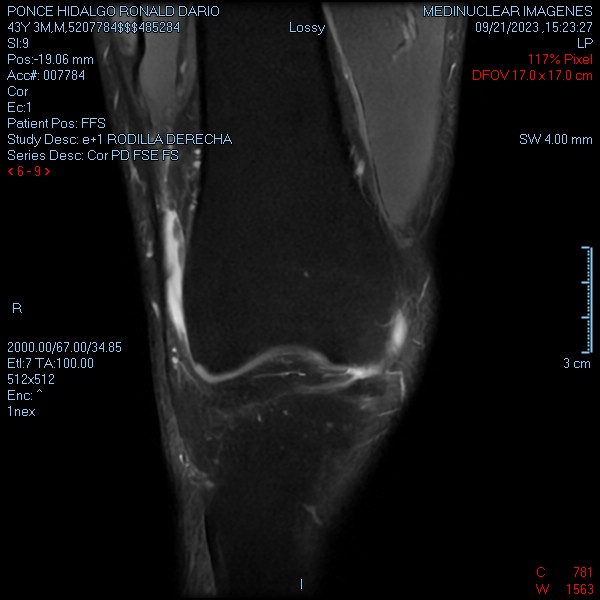 PONCE HIDALGO RONALD DARIO
43Y 3M,M,5207784$$$485284
SI:9
Pos:-19.06 mm
Acc#: 007784
Cor
Ec:1
Patient Pos: FFS
Study Desc: e+1 RODILLA DERECHA
Series Desc: Cor PD FSE FS
< 6 - 9 >
Lossy
MEDINUCLEAR IMAGENES
09/21/2023 ,15:23:27
LP
117% Pixel
DFOV 17.0 x 17.0 cm
SW 4.00 mm
R
2000.00/67.00/34.85
Etl:7 TA:100.00
512x512
Enc: ^
1nex
3 cm
I
C 781
W 1563